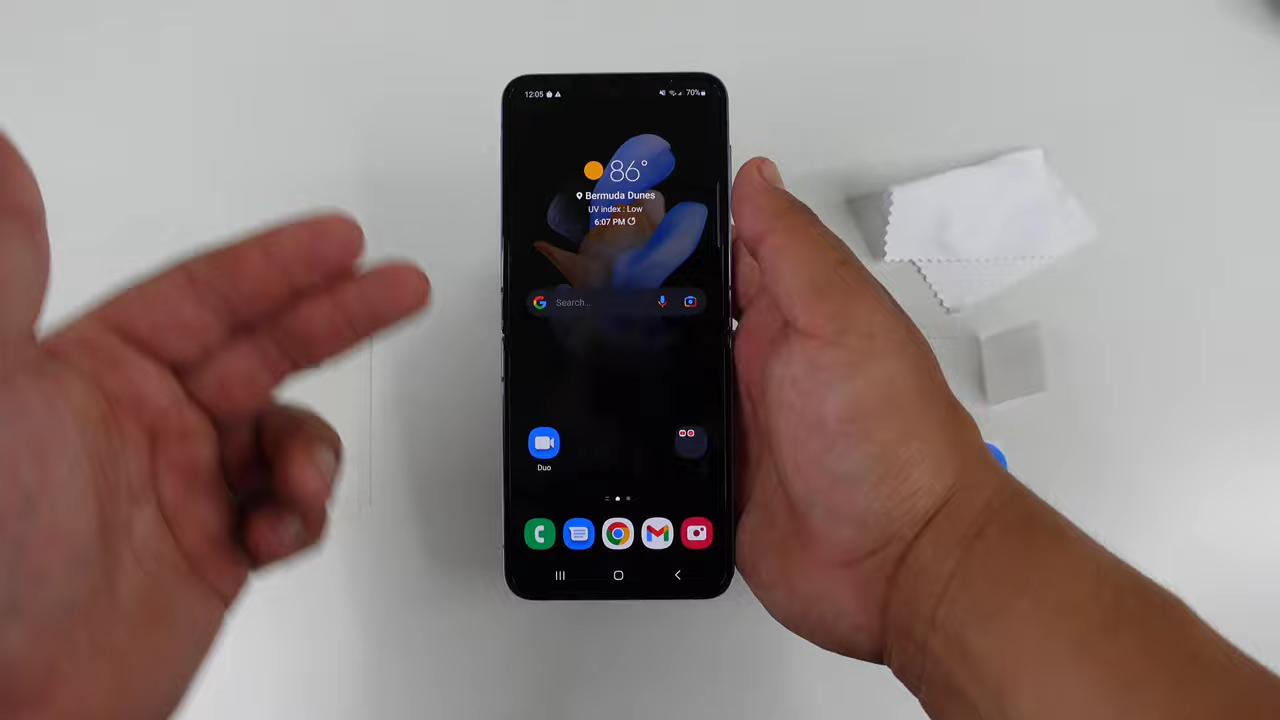 12:05
70%
86°
Bermuda Dunes
UV index : Low
6:07 PM
Search...
Duo